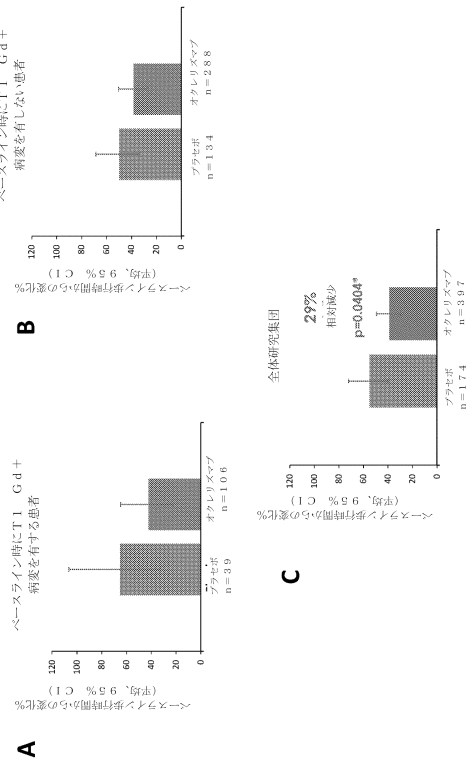 A
ベースライン時にT1 Gd+
病変を有する患者
ベースライン歩行時間からの変化%
(平均、95% CI)
120
100
80
60
40
20
0
プラセボ
n=39
オクレリズマブ
n=106
B
ベースライン時にT1 Gd+
病変を有しない患者
ベースライン歩行時間からの変化%
(平均、95% CI)
120
100
80
60
40
20
0
プラセボ
n=134
オクレリズマブ
n=288
C
全体研究集団
ベースライン歩行時間からの変化%
(平均、95% CI)
120
100
80
60
40
20
0
29%
相対減少
p=0.0404*
プラセボ
n=174
オクレリズマブ
n=397